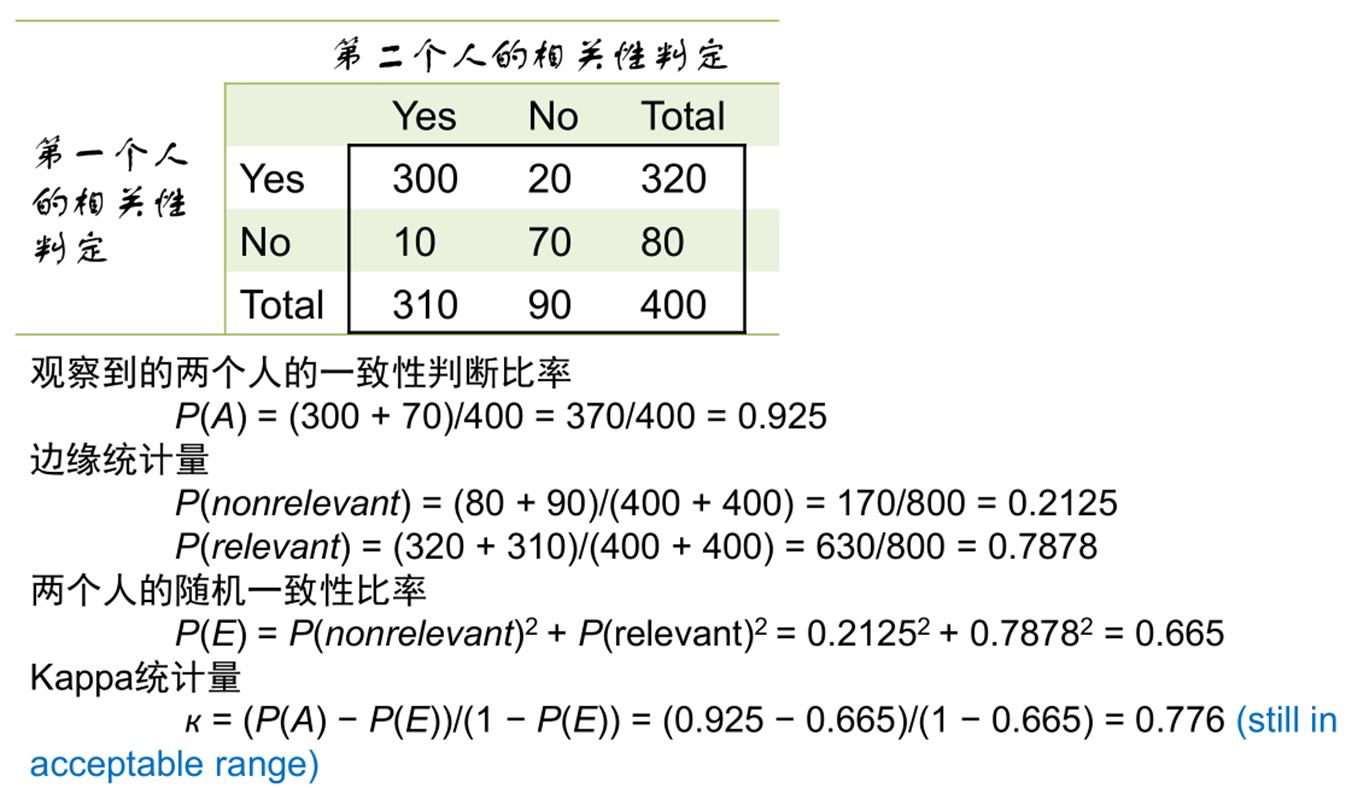 第二个人的相关性判定
Yes No Total
第一个人
的相关性
判定
Yes 300 20 320
No 10 70 80
Total 310 90 400
观察到的两个人的一致性判断比率
P(A) = (300 + 70)/400 = 370/400 = 0.925
边缘统计量
P(nonrelevant) = (80 + 90)/(400 + 400) = 170/800 = 0.2125
P(relevant) = (320 + 310)/(400 + 400) = 630/800 = 0.7878
两个人的随机一致性比率
P(E) = P(nonrelevant)² + P(relevant)² = 0.2125² + 0.7878² = 0.665
Kappa统计量
κ = (P(A) − P(E))/(1 − P(E)) = (0.925 − 0.665)/(1 − 0.665) = 0.776 (still in
acceptable range)